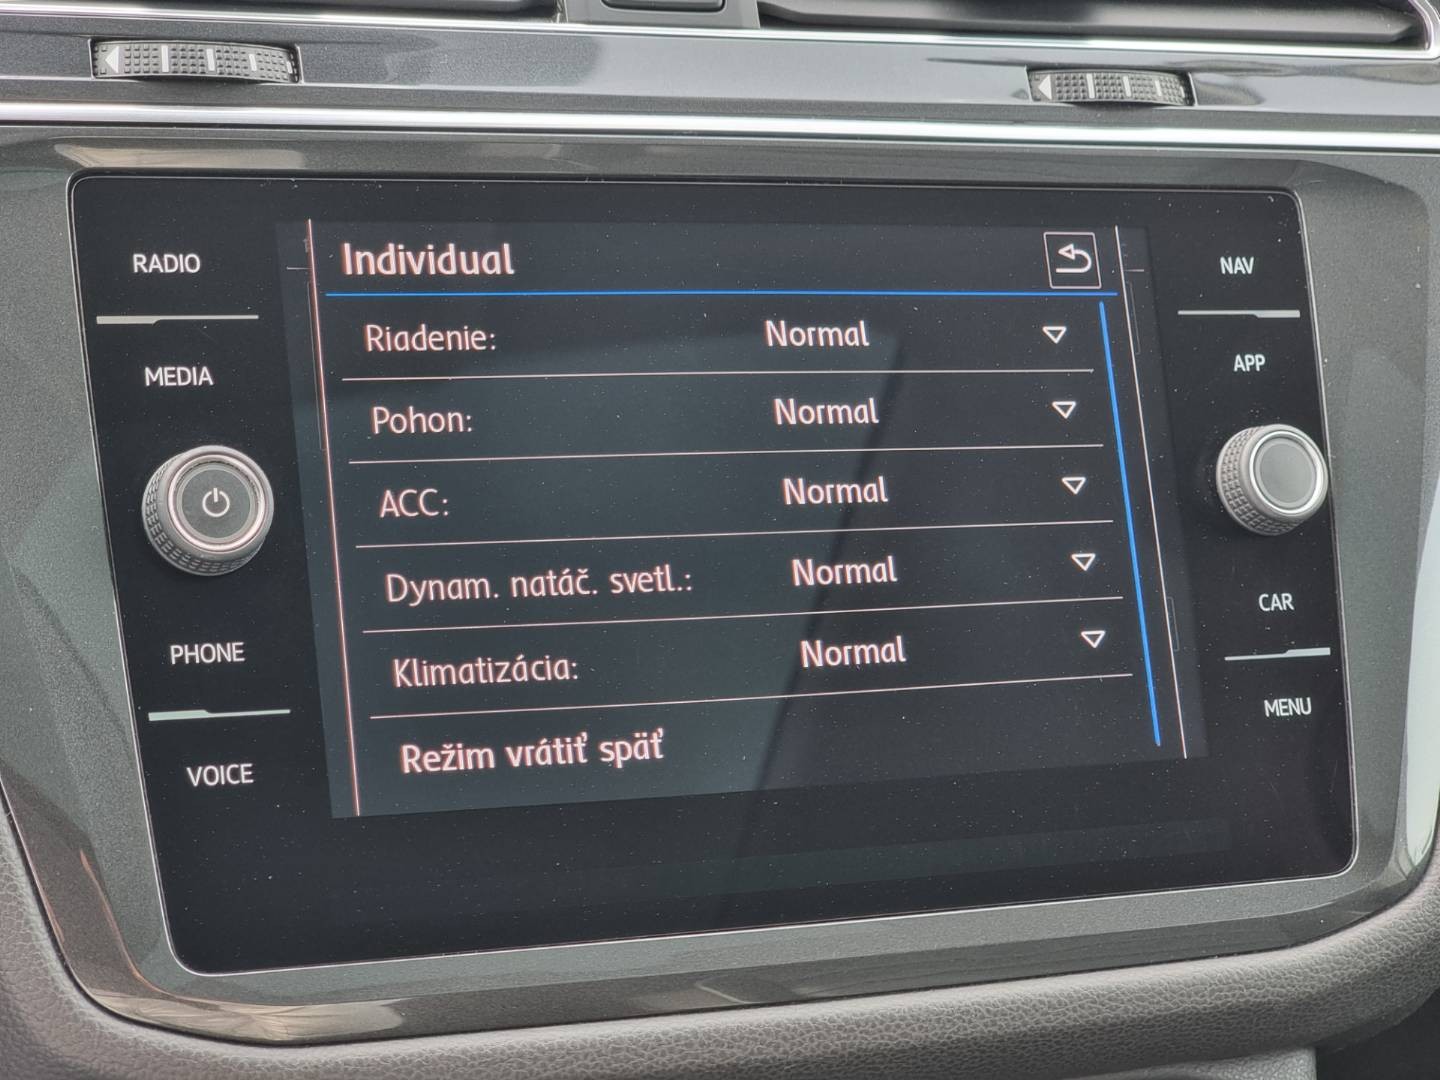 RADIO
MEDIA
PHONE
VOICE
Individual
Riadenie: Normal
Pohon: Normal
ACC: Normal
Dynam. natáč. svetl.: Normal
Klimatizácia: Normal
Režim vrátiť späť
NAV
APP
CAR
MENU